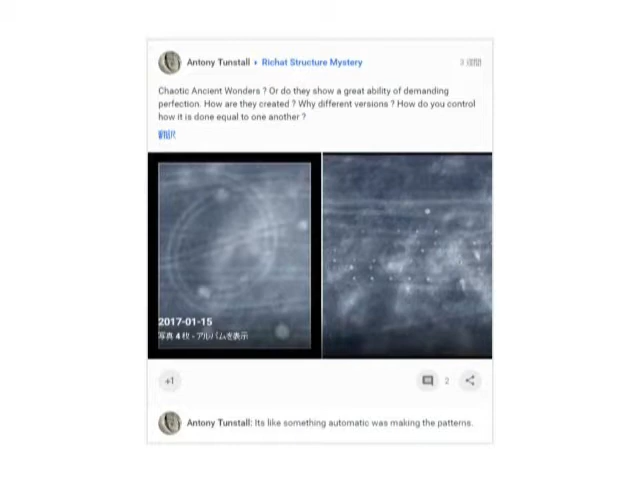 Antony Tunstall ▸ Richat Structure Mystery
3 週間
Chaotic Ancient Wonders ? Or do they show a great ability of demanding
perfection. How are they created ? Why different versions ? How do you control
how it is done equal to one another ?
翻訳
2017-01-15
写真 4 枚 - アルバムを表示
+1
2
Antony Tunstall: Its like something automatic was making the patterns.